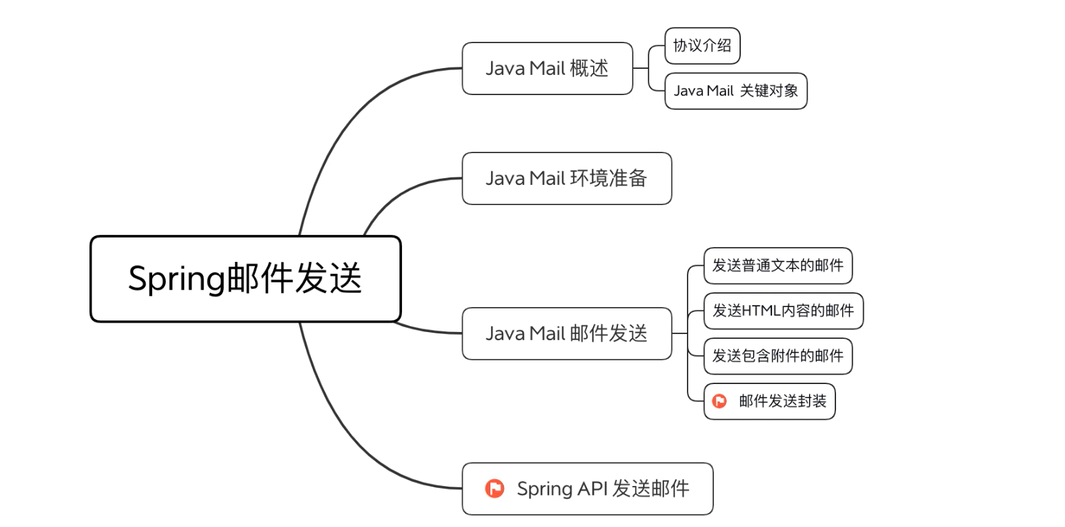 Spring邮件发送
Java Mail 概述
协议介绍
Java Mail 关键对象
Java Mail 环境准备
Java Mail 邮件发送
发送普通文本的邮件
发送HTML内容的邮件
发送包含附件的邮件
邮件发送封装
Spring API 发送邮件